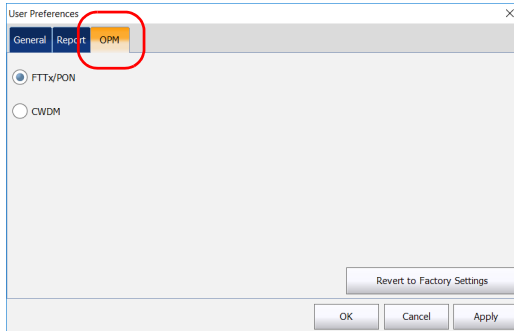 User Preferences
General Report OPM
FTTx/PON
CWDM
Revert to Factory Settings
OK Cancel Apply